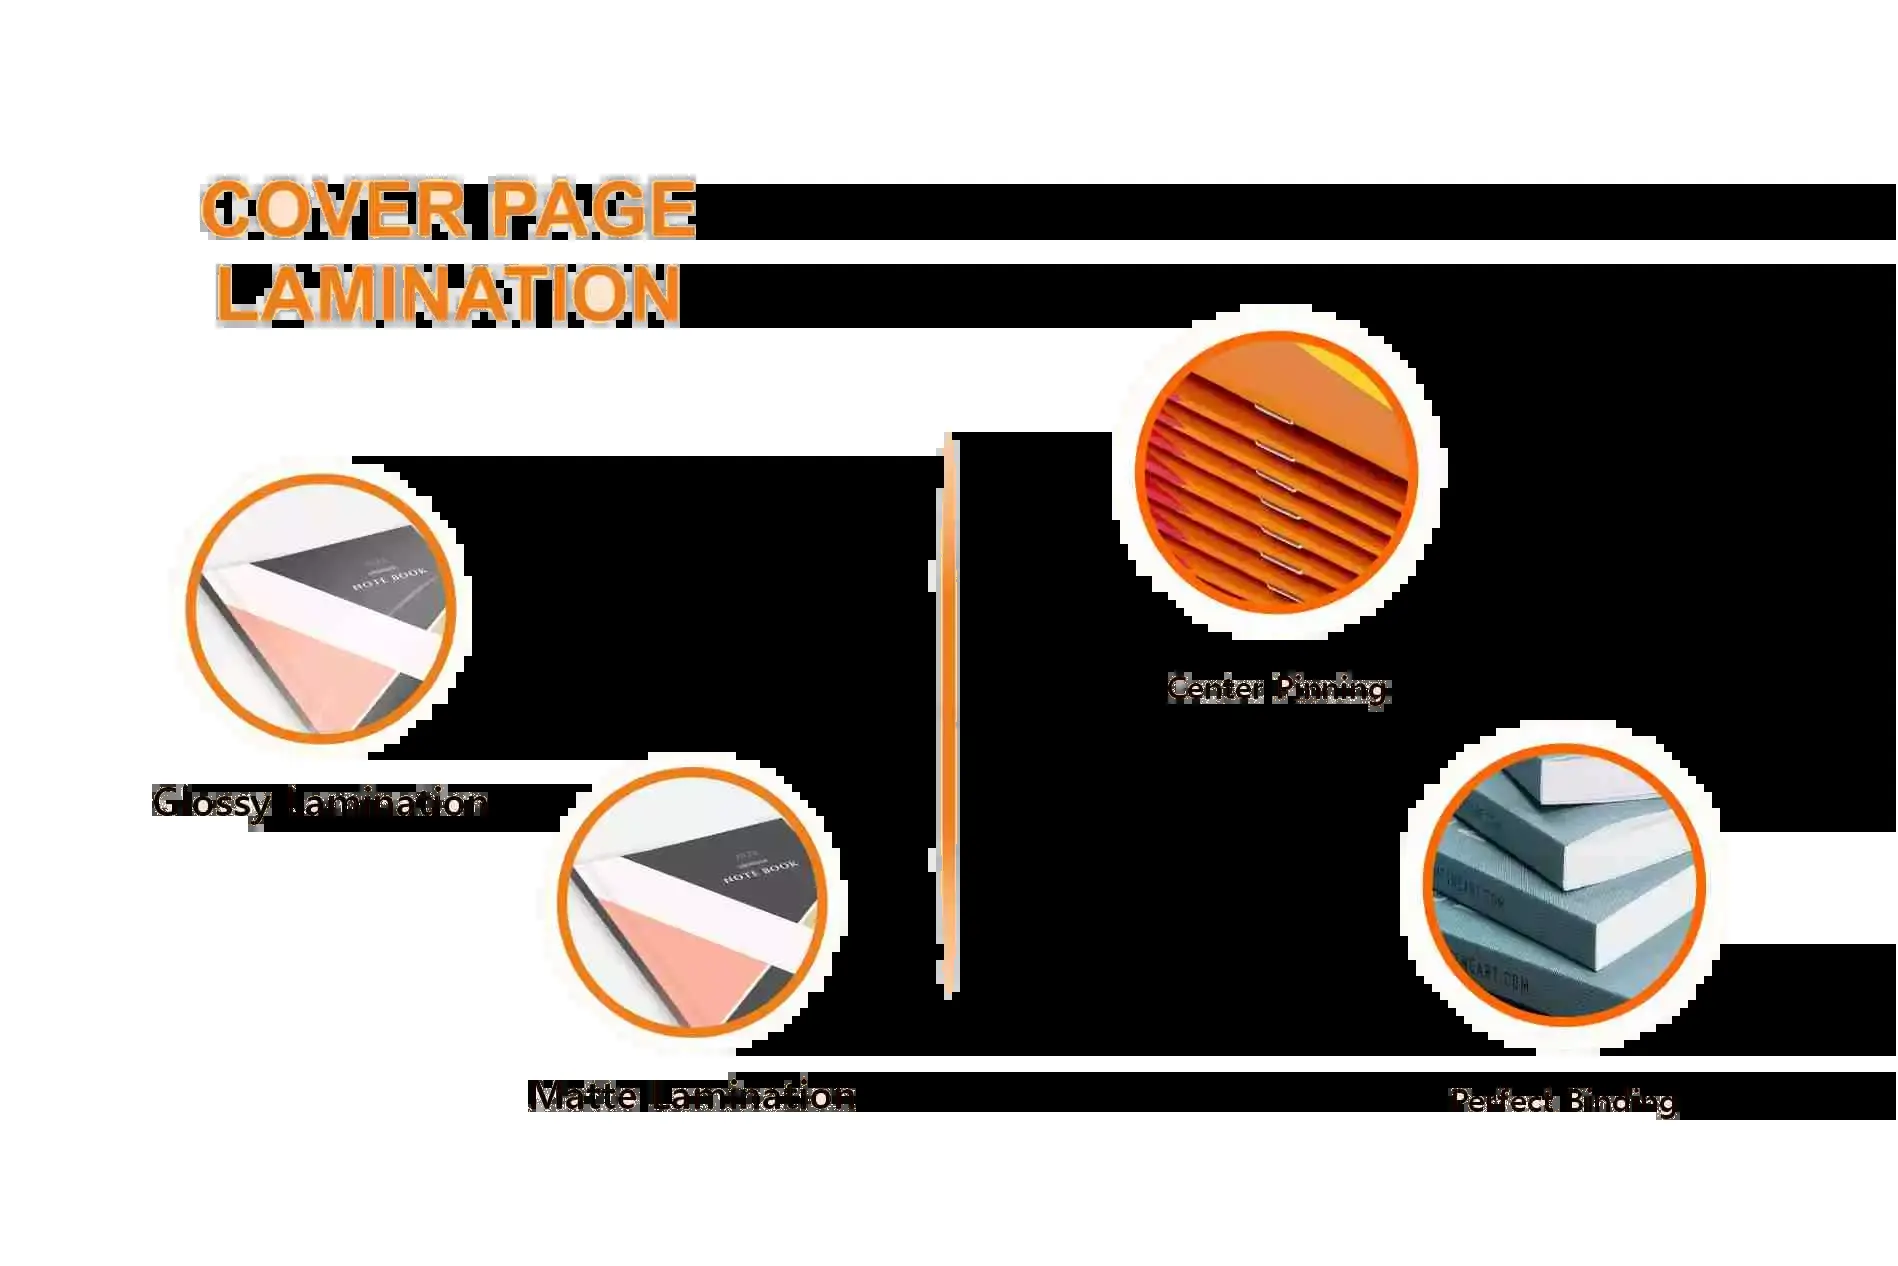 COVER PAGE
LAMINATION
NOTE BOOK
Glossy Lamination
NOTE BOOK
Matte Lamination
Center Pinning
Perfect Binding